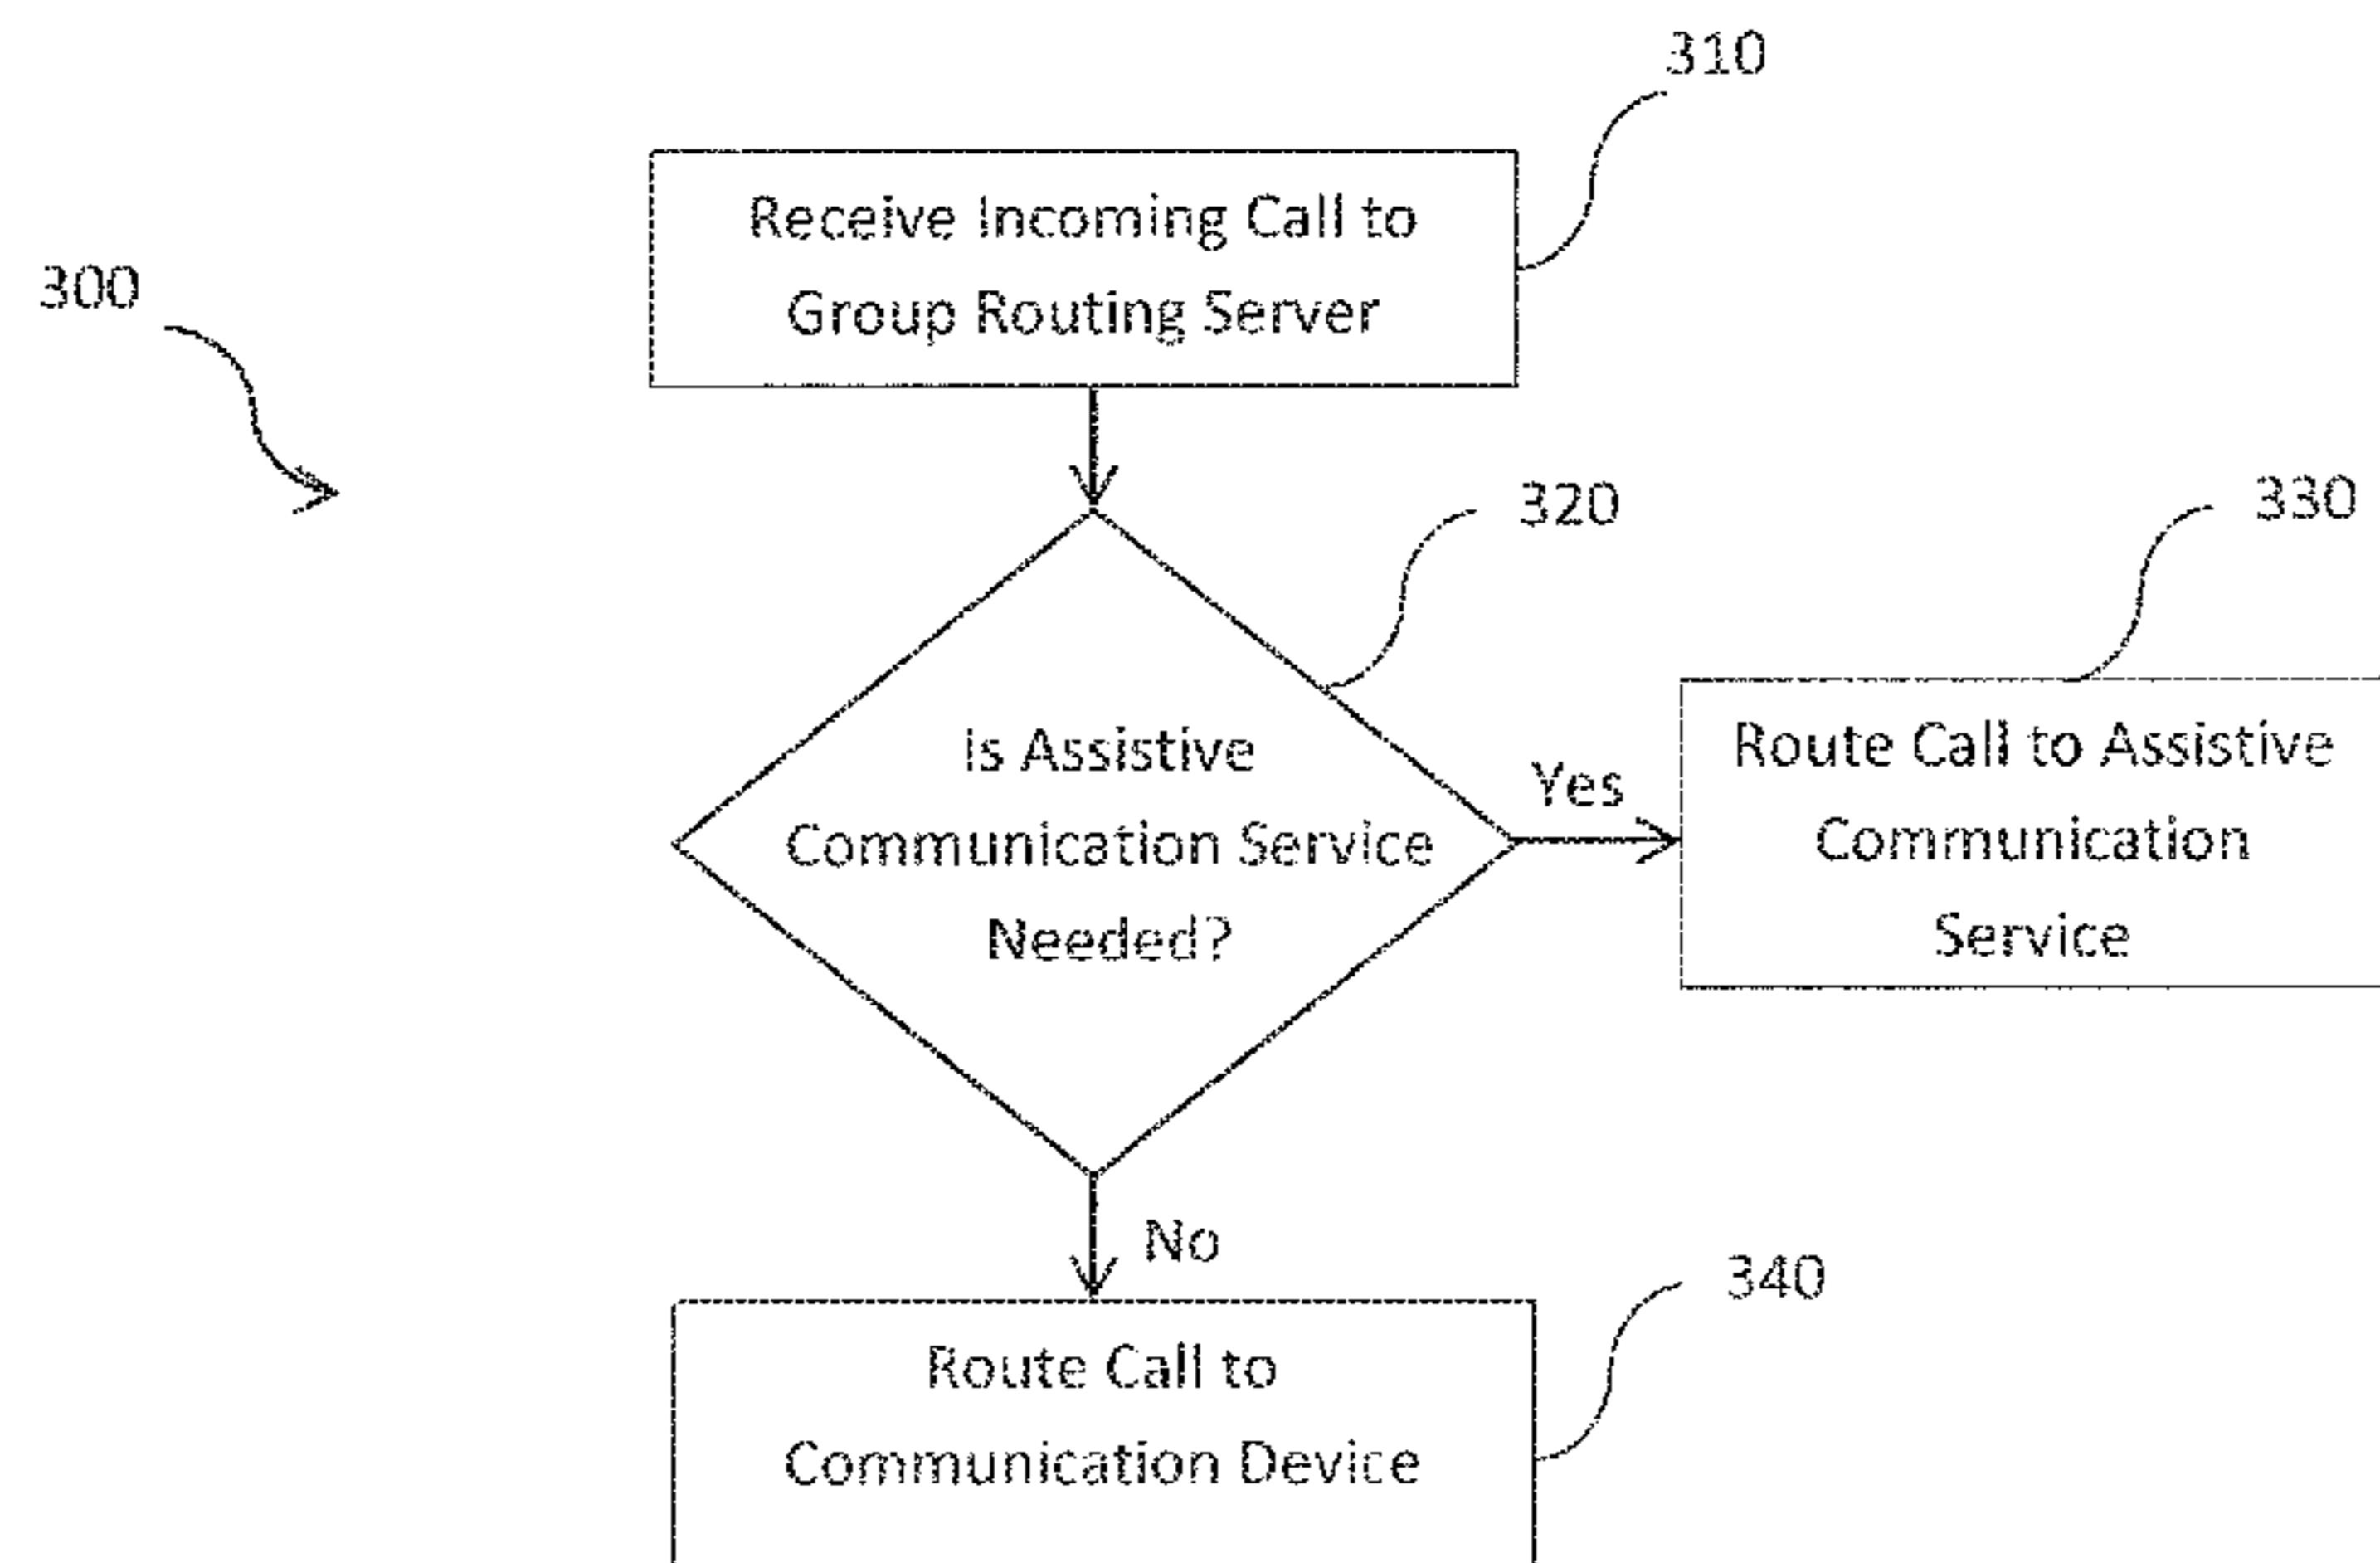 310
Receive Incoming Call to
Group Routing Server
300
320
330
Is Assistive
Communication Service
Needed?
Yes
Route Call to Assistive
Communication
Service
No
340
Route Call to
Communication Device